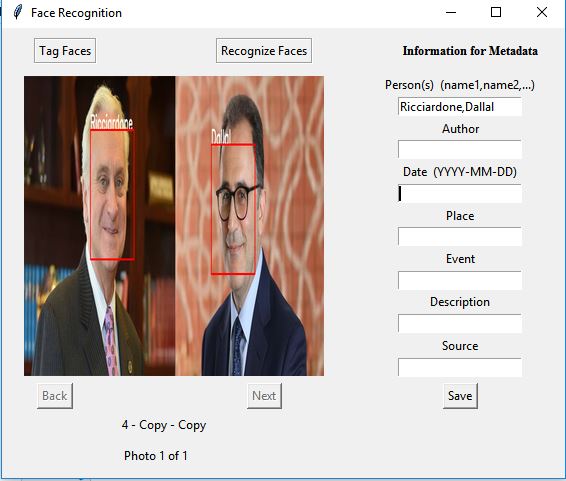 Face Recognition
Tag Faces
Recognize Faces
Information for Metadata
Ricciardone
Dallal
Person(s) (name1,name2,...)
Ricciardone,Dallal
Author
Date (YYYY-MM-DD)
Place
Event
Description
Source
Back
Next
Save
4 - Copy - Copy
Photo 1 of 1